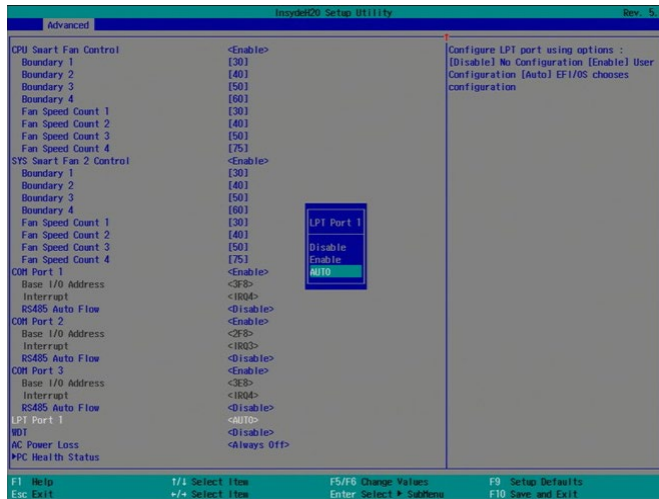 InsydeH20 Setup Utility Rev. 5.
Advanced
CPU Smart Fan Control <Enable>
Boundary 1 [30]
Boundary 2 [40]
Boundary 3 [50]
Boundary 4 [60]
Fan Speed Count 1 [30]
Fan Speed Count 2 [40]
Fan Speed Count 3 [50]
Fan Speed Count 4 [75]
SYS Smart Fan 2 Control <Enable>
Boundary 1 [30]
Boundary 2 [40]
Boundary 3 [50]
Boundary 4 [60]
Fan Speed Count 1 [30]
Fan Speed Count 2 [40]
Fan Speed Count 3 [50]
Fan Speed Count 4 [75]
COM Port 1 <Enable>
Base I/O Address <3F8>
Interrupt <IRQ4>
RS485 Auto Flow <Disable>
COM Port 2 <Enable>
Base I/O Address <2F8>
Interrupt <IRQ3>
RS485 Auto Flow <Disable>
COM Port 3 <Enable>
Base I/O Address <3E8>
Interrupt <IRQ4>
RS485 Auto Flow <Disable>
LPT Port 1 <AUTO>
WDT <Disable>
AC Power Loss <Always Off>
▶PC Health Status
LPT Port 1
Disable
Enable
AUTO
Configure LPT port using options :
[Disable] No Configuration [Enable] User
Configuration [Auto] EFI/OS chooses
configuration
F1 Help ↑/↓ Select Item F5/F6 Change Values F9 Setup Defaults
Esc Exit ←/→ Select Item Enter Select ▶ SubMenu F10 Save and Exit